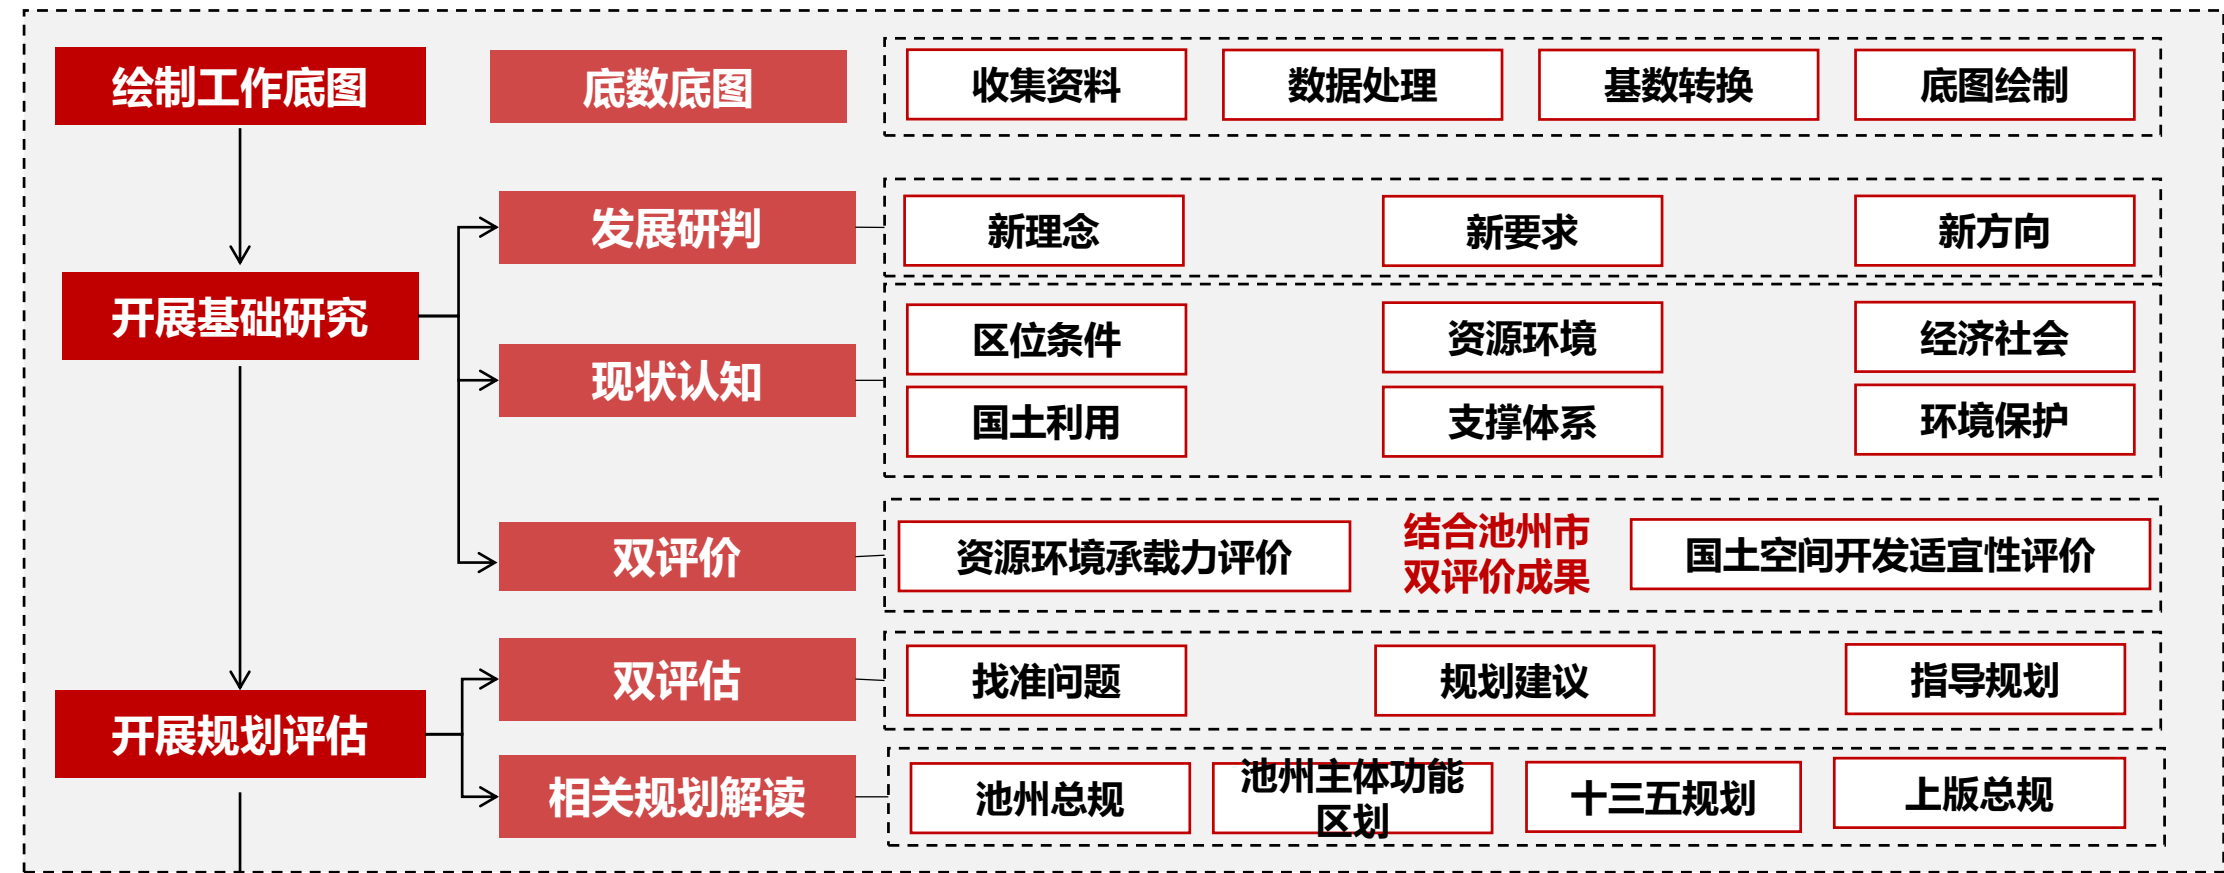 绘制工作底图
底数底图
收集资料
数据处理
基数转换
底图绘制
发展研判
新理念
新要求
新方向
开展基础研究
现状认知
区位条件
资源环境
经济社会
国土利用
支撑体系
环境保护
双评价
资源环境承载力评价
结合池州市
双评价成果
国土空间开发适宜性评价
双评估
找准问题
规划建议
指导规划
开展规划评估
相关规划解读
池州总规
池州主体功能
区划
十三五规划
上版总规